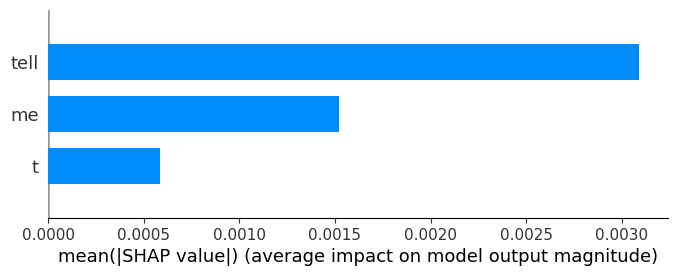 tell
me
t
0.0000 0.0005 0.0010 0.0015 0.0020 0.0025 0.0030
mean(|SHAP value|) (average impact on model output magnitude)